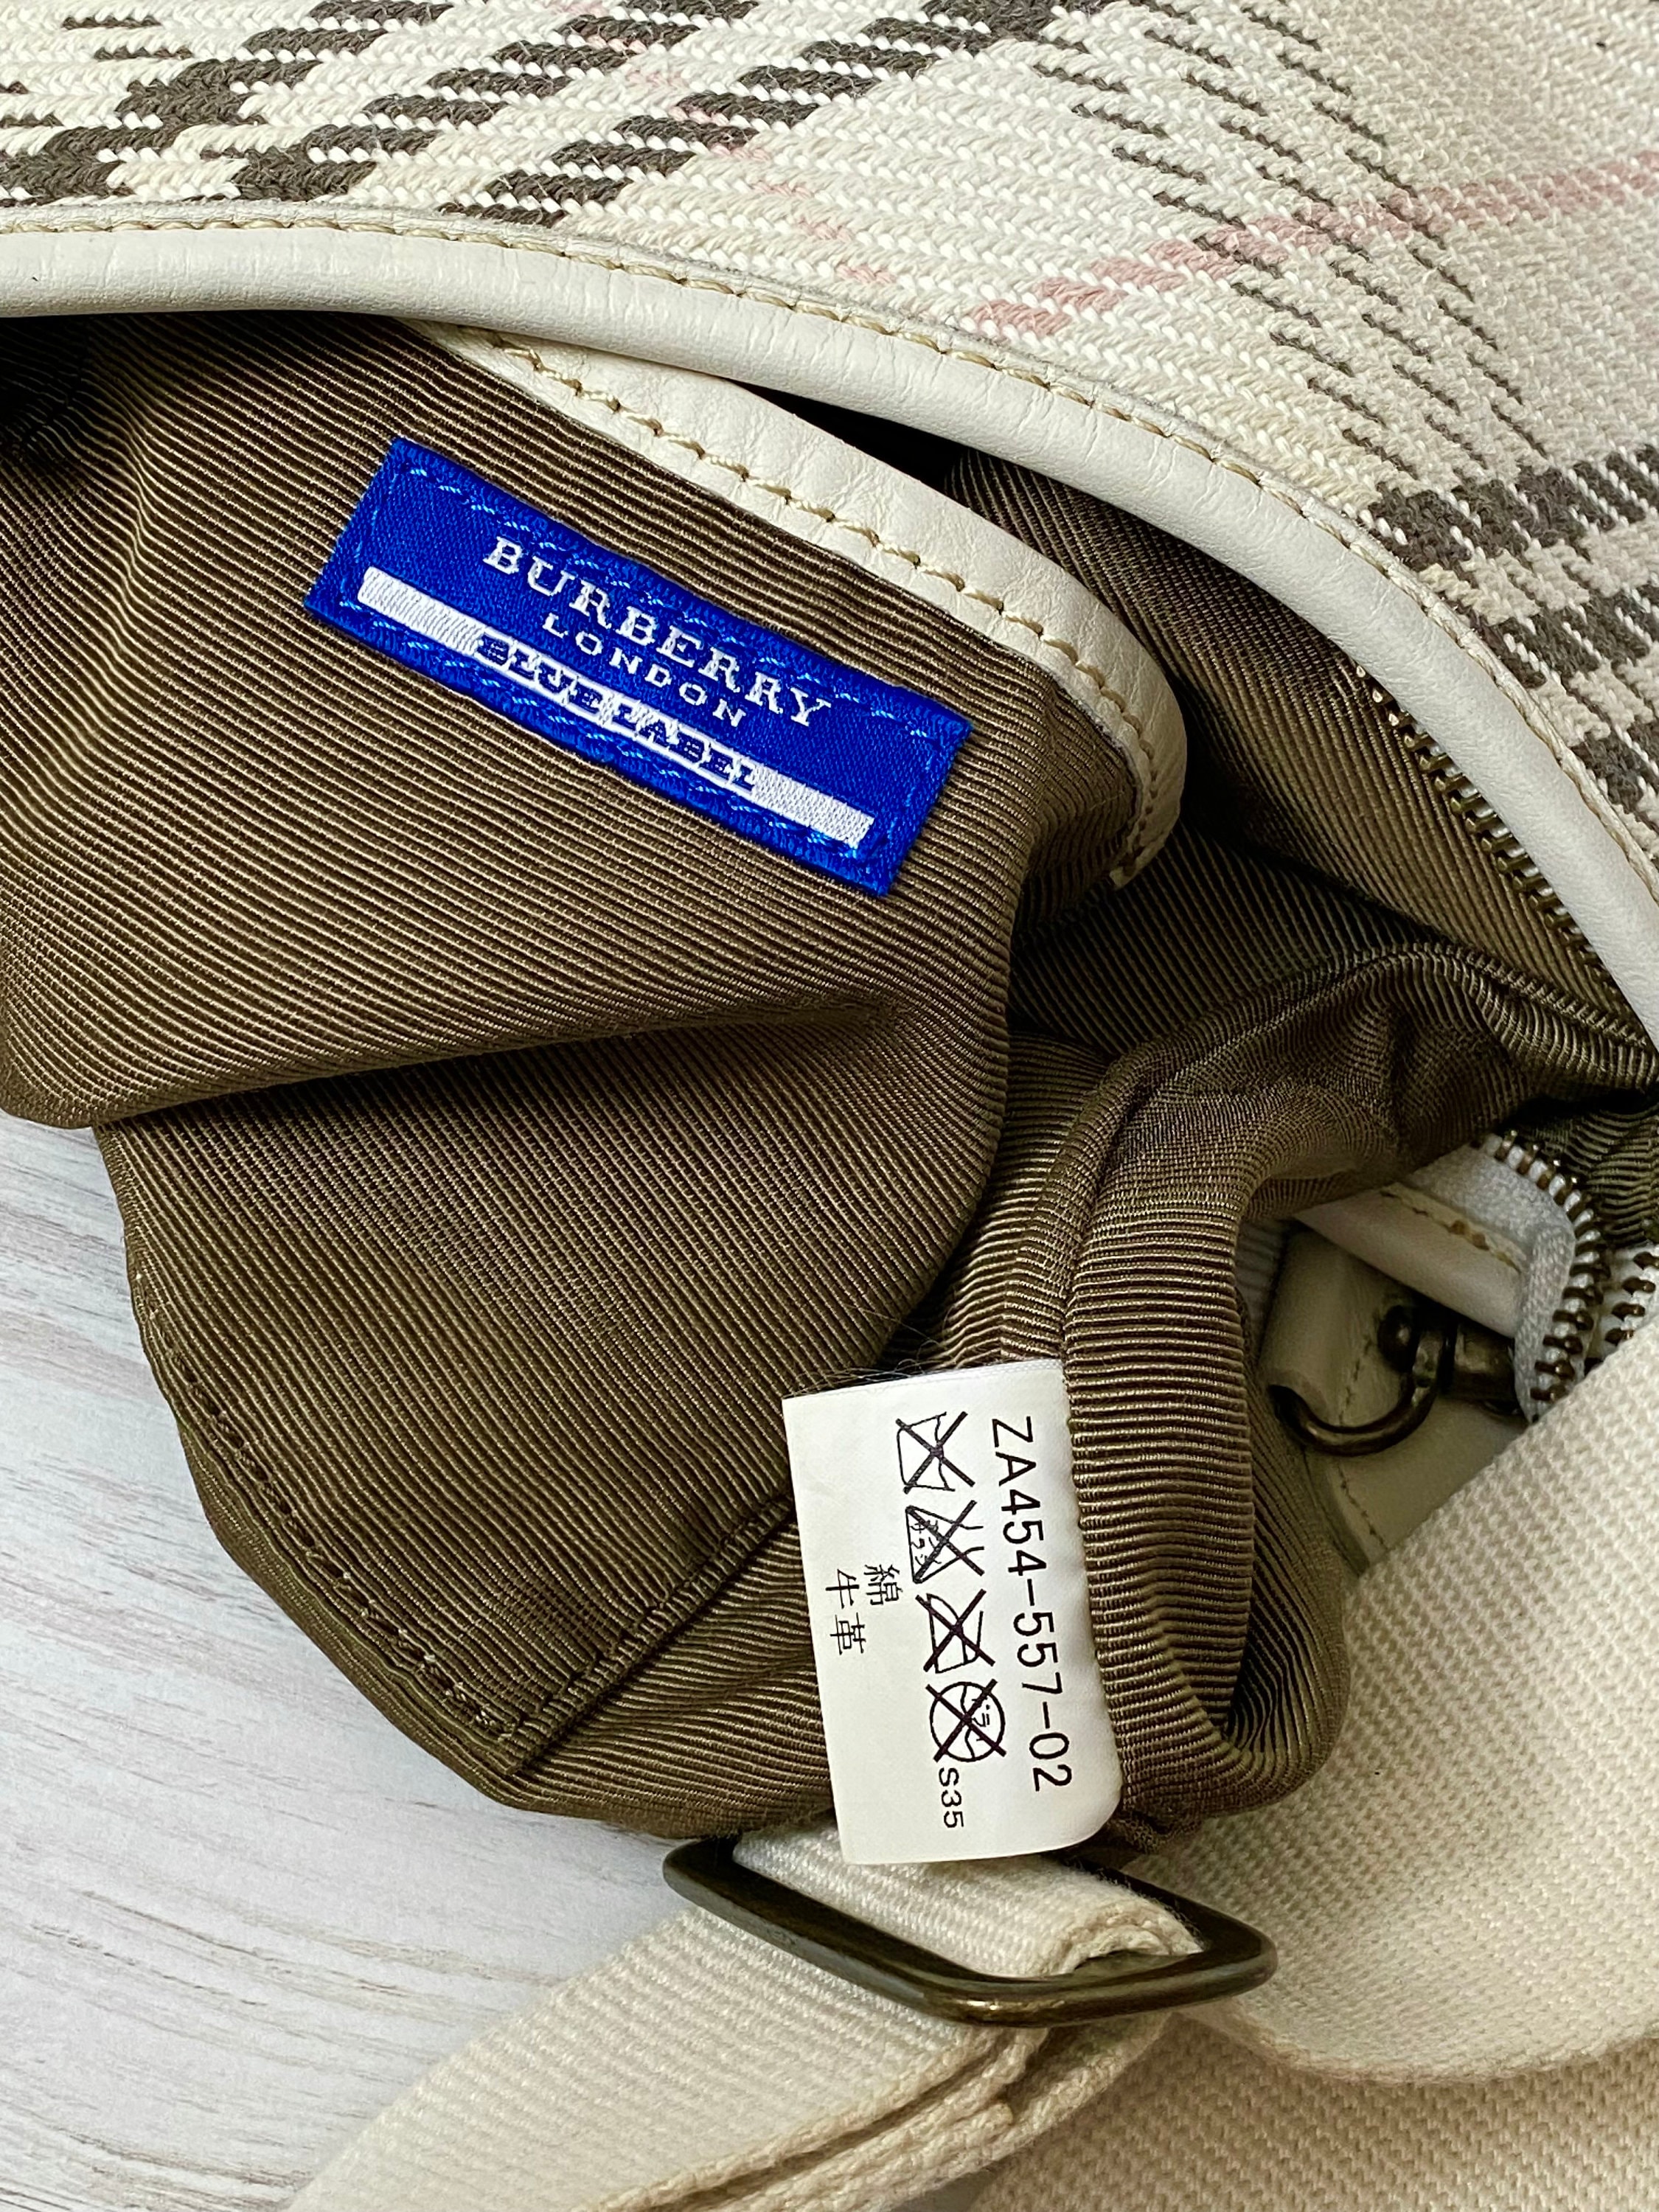 BURBERRY
LONDON
BLUE LABEL
ZA454-557-02
S35
綿
牛革